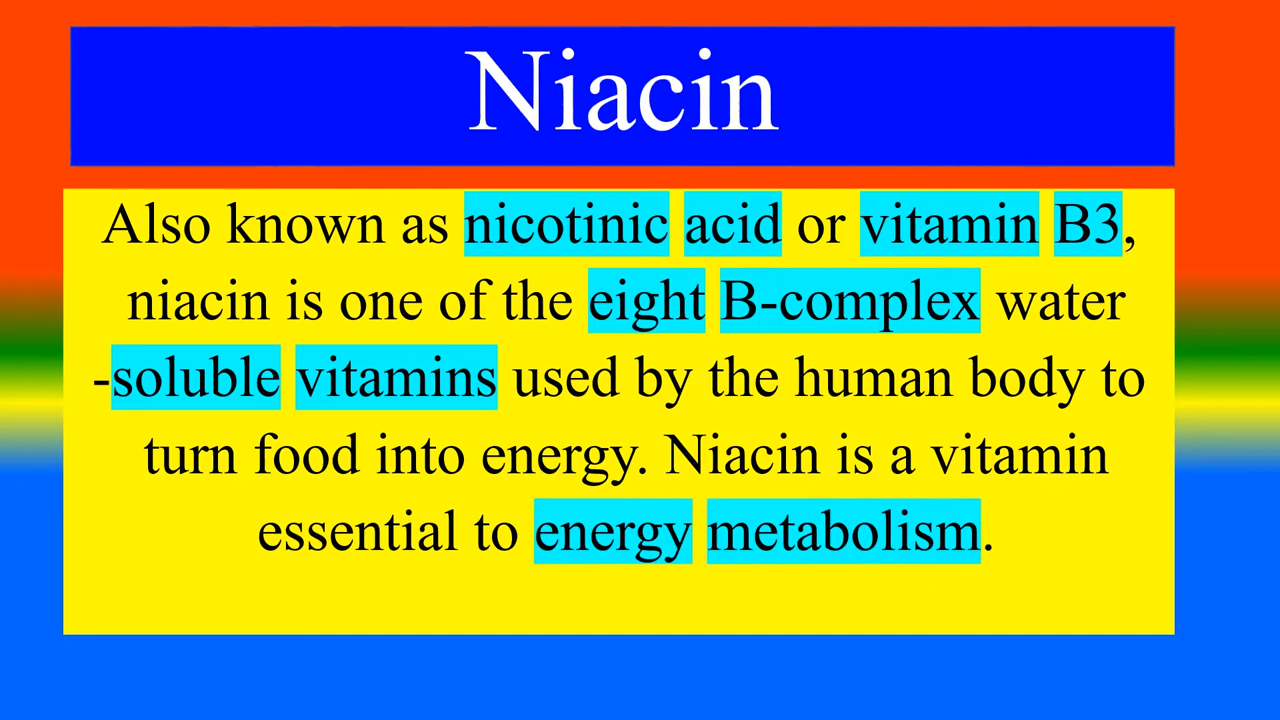 Niacin
Also known as nicotinic acid or vitamin B3,
niacin is one of the eight B-complex water
-soluble vitamins used by the human body to
turn food into energy. Niacin is a vitamin
essential to energy metabolism.